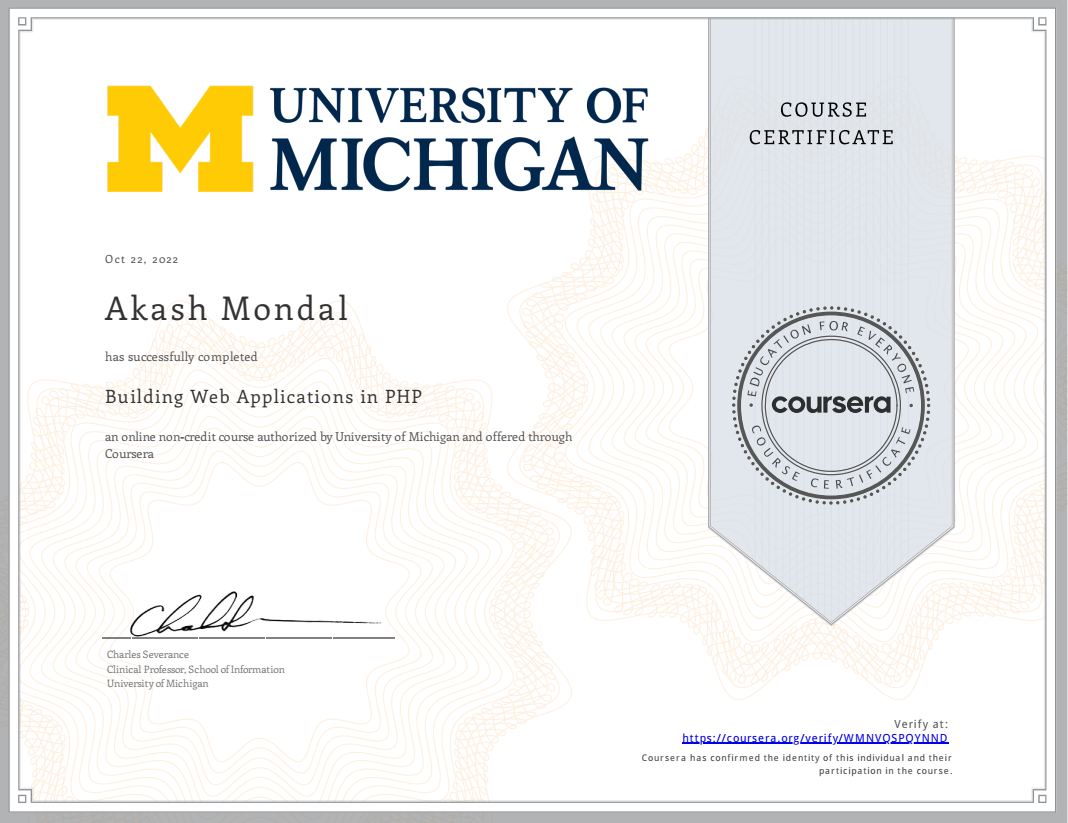 UNIVERSITY OF
MICHIGAN
COURSE
CERTIFICATE
Oct 22, 2022
Akash Mondal
has successfully completed
Building Web Applications in PHP
an online non-credit course authorized by University of Michigan and offered through
Coursera
EDUCATION FOR EVERYONE
coursera
COURSE CERTIFICATE
Charles Severance
Clinical Professor, School of Information
University of Michigan
Verify at:
https://coursera.org/verify/WMNVQSPQYNND
Coursera has confirmed the identity of this individual and their
participation in the course.